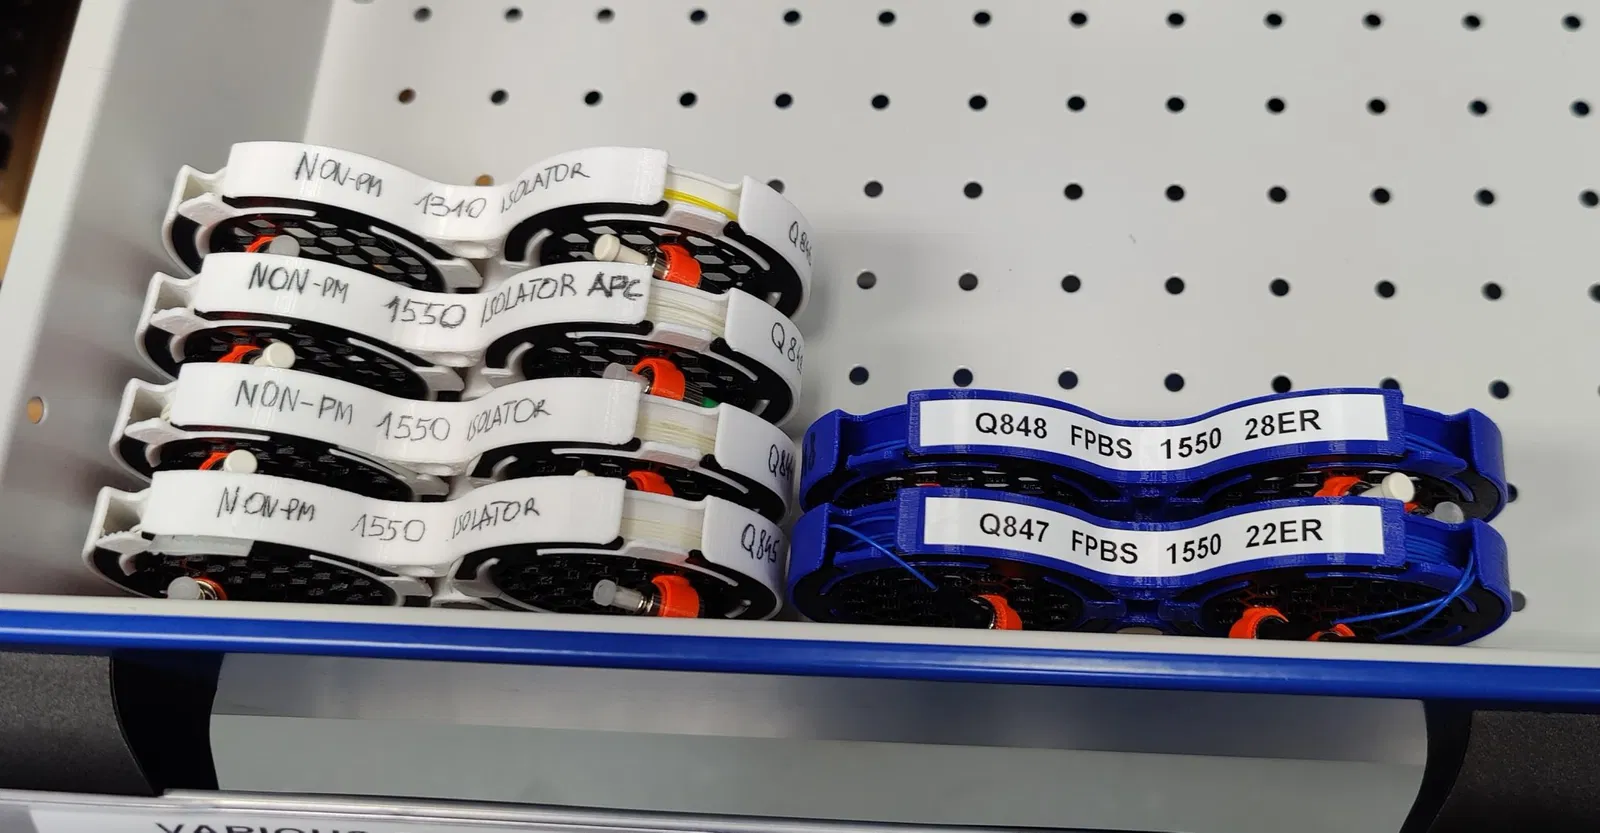 NON-PM 1310 ISOLATOR
NON-PM 1550 ISOLATOR APC
NON-PM 1550 ISOLATOR
NON-PM 1550 ISOLATOR
Q845
Q848 FPBS 1550 28ER
Q847 FPBS 1550 22ER
VARIOUS